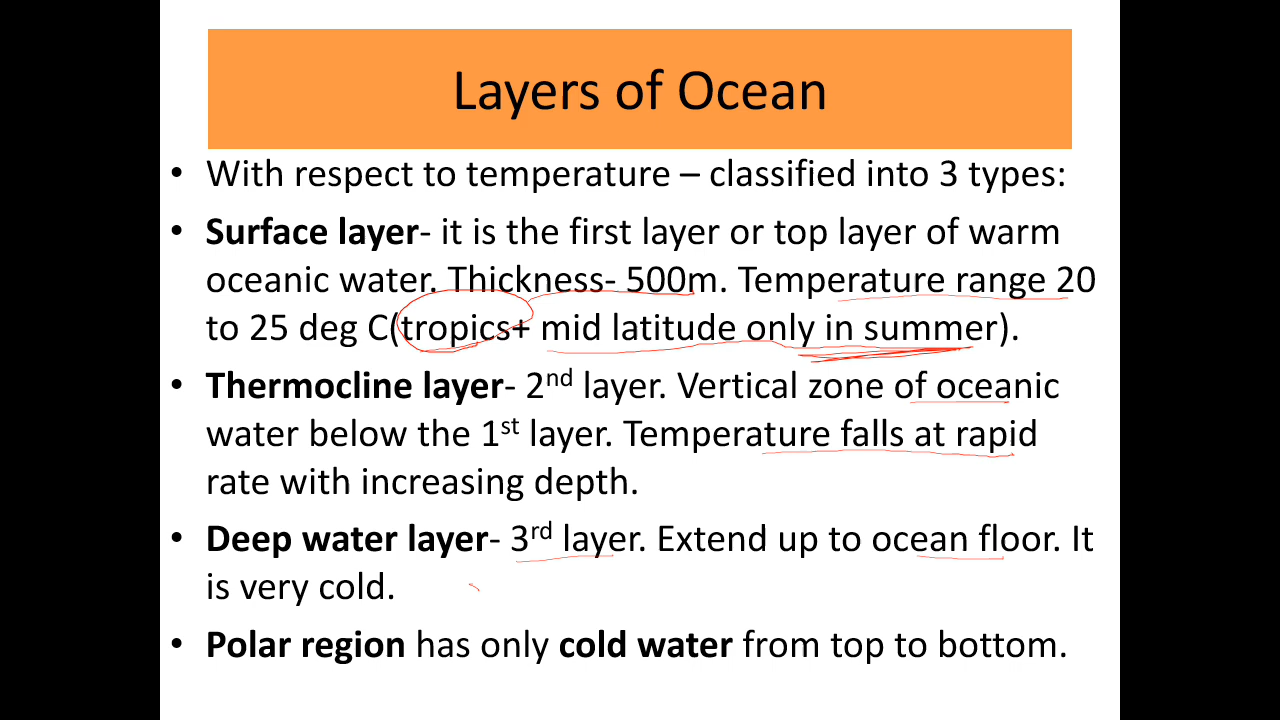 Layers of Ocean
• With respect to temperature – classified into 3 types:
• Surface layer- it is the first layer or top layer of warm
oceanic water. Thickness- 500m. Temperature range 20
to 25 deg C(tropics+ mid latitude only in summer).
• Thermocline layer- 2nd layer. Vertical zone of oceanic
water below the 1st layer. Temperature falls at rapid
rate with increasing depth.
• Deep water layer- 3rd layer. Extend up to ocean floor. It
is very cold.
• Polar region has only cold water from top to bottom.